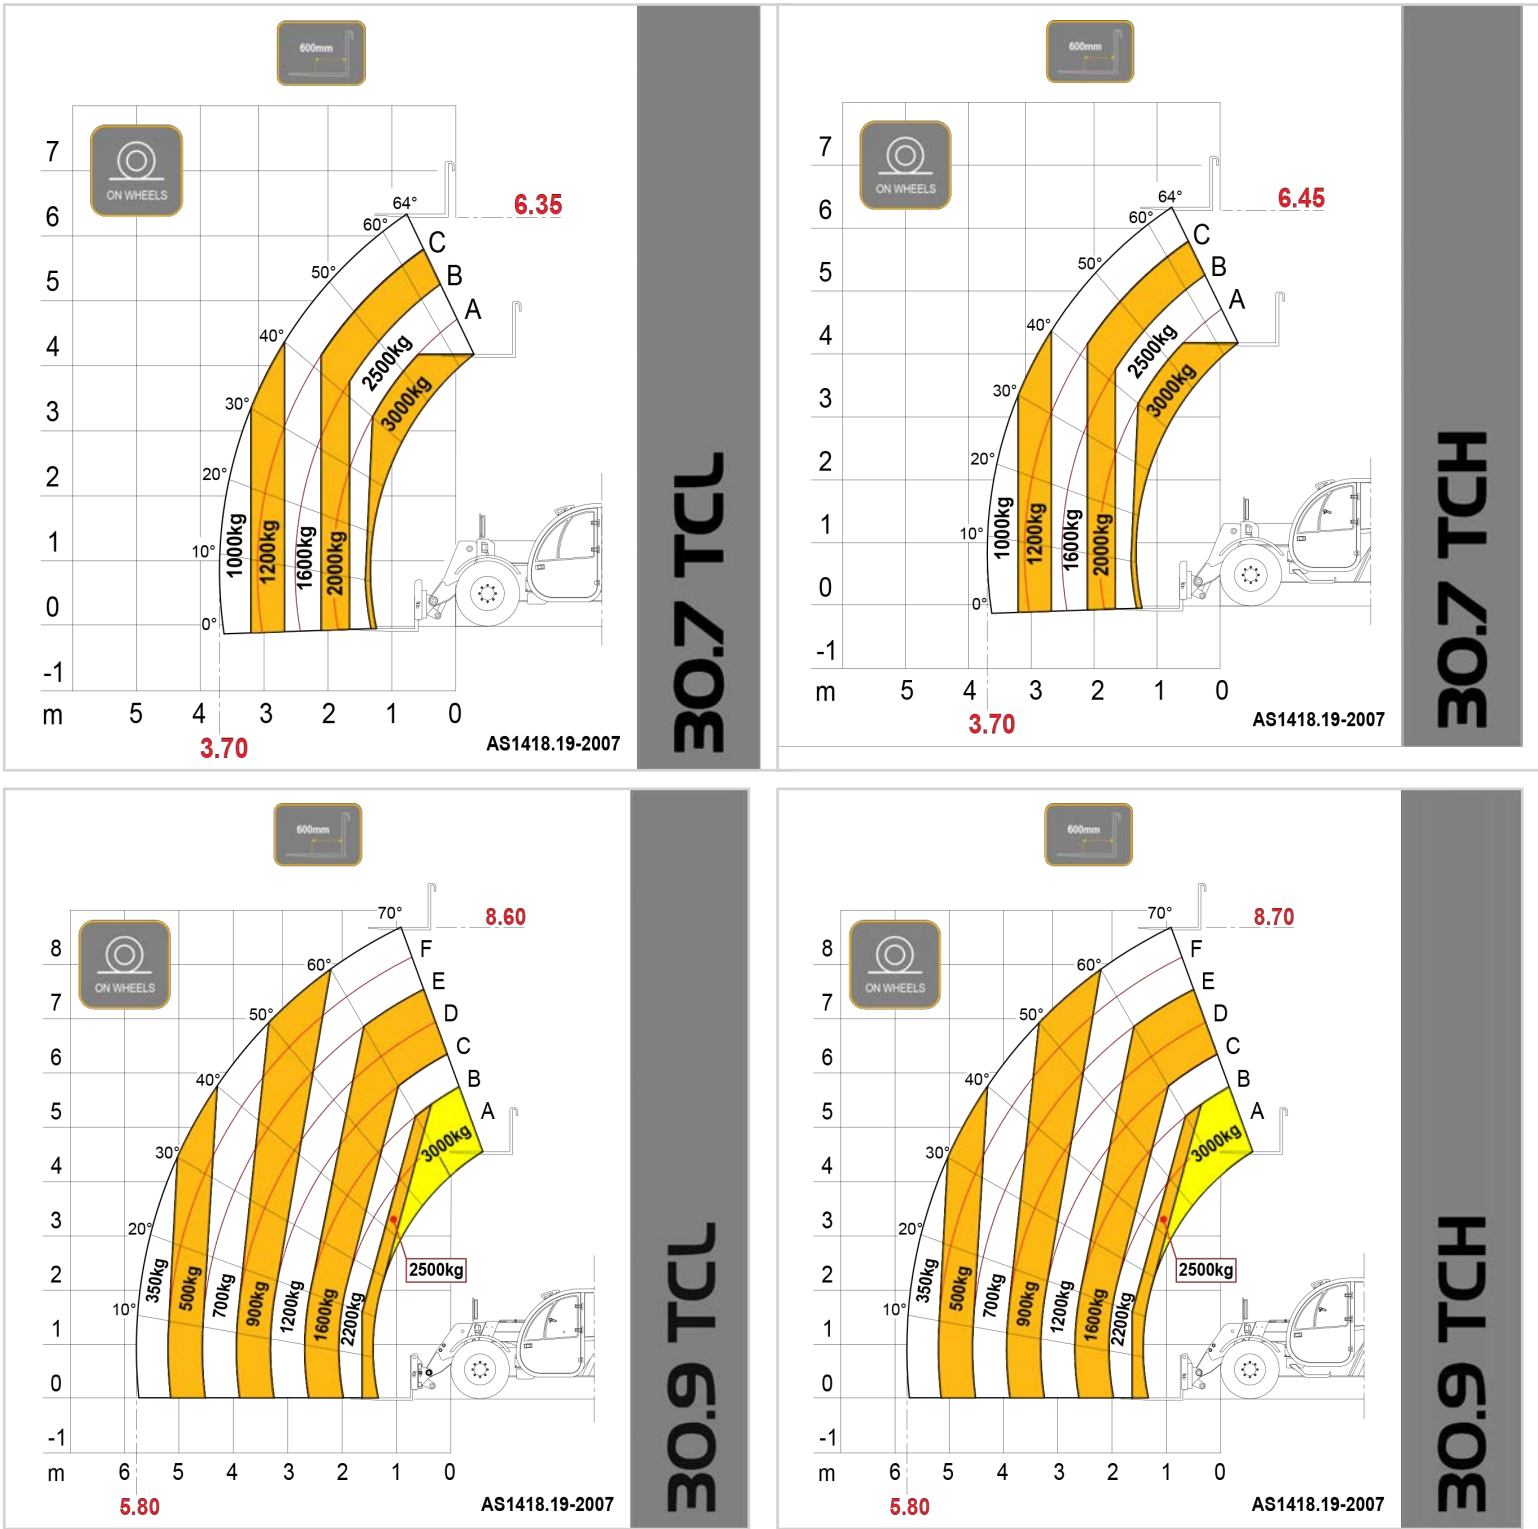 600mm
ON WHEELS
7
6
5
4
3
2
1
0
-1
m
5
4
3
2
1
0
3.70
6.35
64°
60°
50°
40°
30°
20°
10°
0°
C
B
A
1000kg
1200kg
1600kg
2000kg
2500kg
3000kg
AS1418.19-2007
30.7 TCL
600mm
ON WHEELS
7
6
5
4
3
2
1
0
-1
m
5
4
3
2
1
0
3.70
6.45
64°
60°
50°
40°
30°
20°
10°
0°
C
B
A
1000kg
1200kg
1600kg
2000kg
2500kg
3000kg
AS1418.19-2007
30.7 TCH
600mm
ON WHEELS
8
7
6
5
4
3
2
1
0
-1
m
6
5
4
3
2
1
0
5.80
8.60
70°
60°
50°
40°
30°
20°
10°
F
E
D
C
B
A
350kg
500kg
700kg
900kg
1200kg
1600kg
2200kg
2500kg
3000kg
AS1418.19-2007
30.9 TCL
600mm
ON WHEELS
8
7
6
5
4
3
2
1
0
-1
m
6
5
4
3
2
1
0
5.80
8.70
70°
60°
50°
40°
30°
20°
10°
F
E
D
C
B
A
350kg
500kg
700kg
900kg
1200kg
1600kg
2200kg
2500kg
3000kg
AS1418.19-2007
30.9 TCH